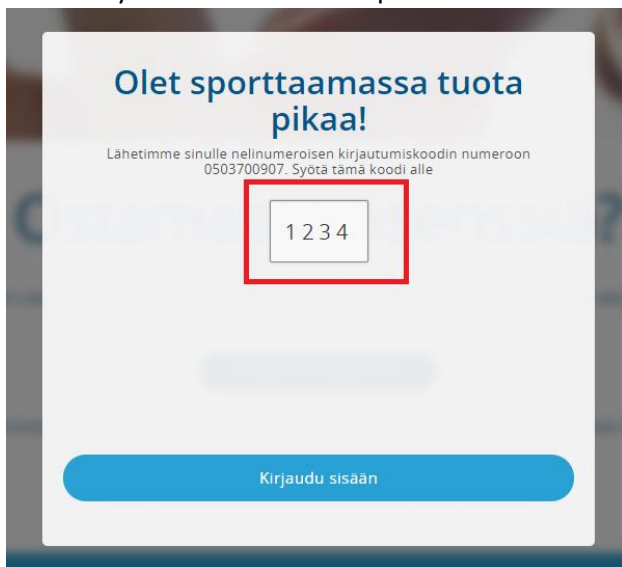 Olet sporttaamassa tuota
pikaa!
Lähetimme sinulle nelinumeroisen kirjautumiskoodin numeroon
0503700907. Syötä tämä koodi alle
1234
Kirjaudu sisään